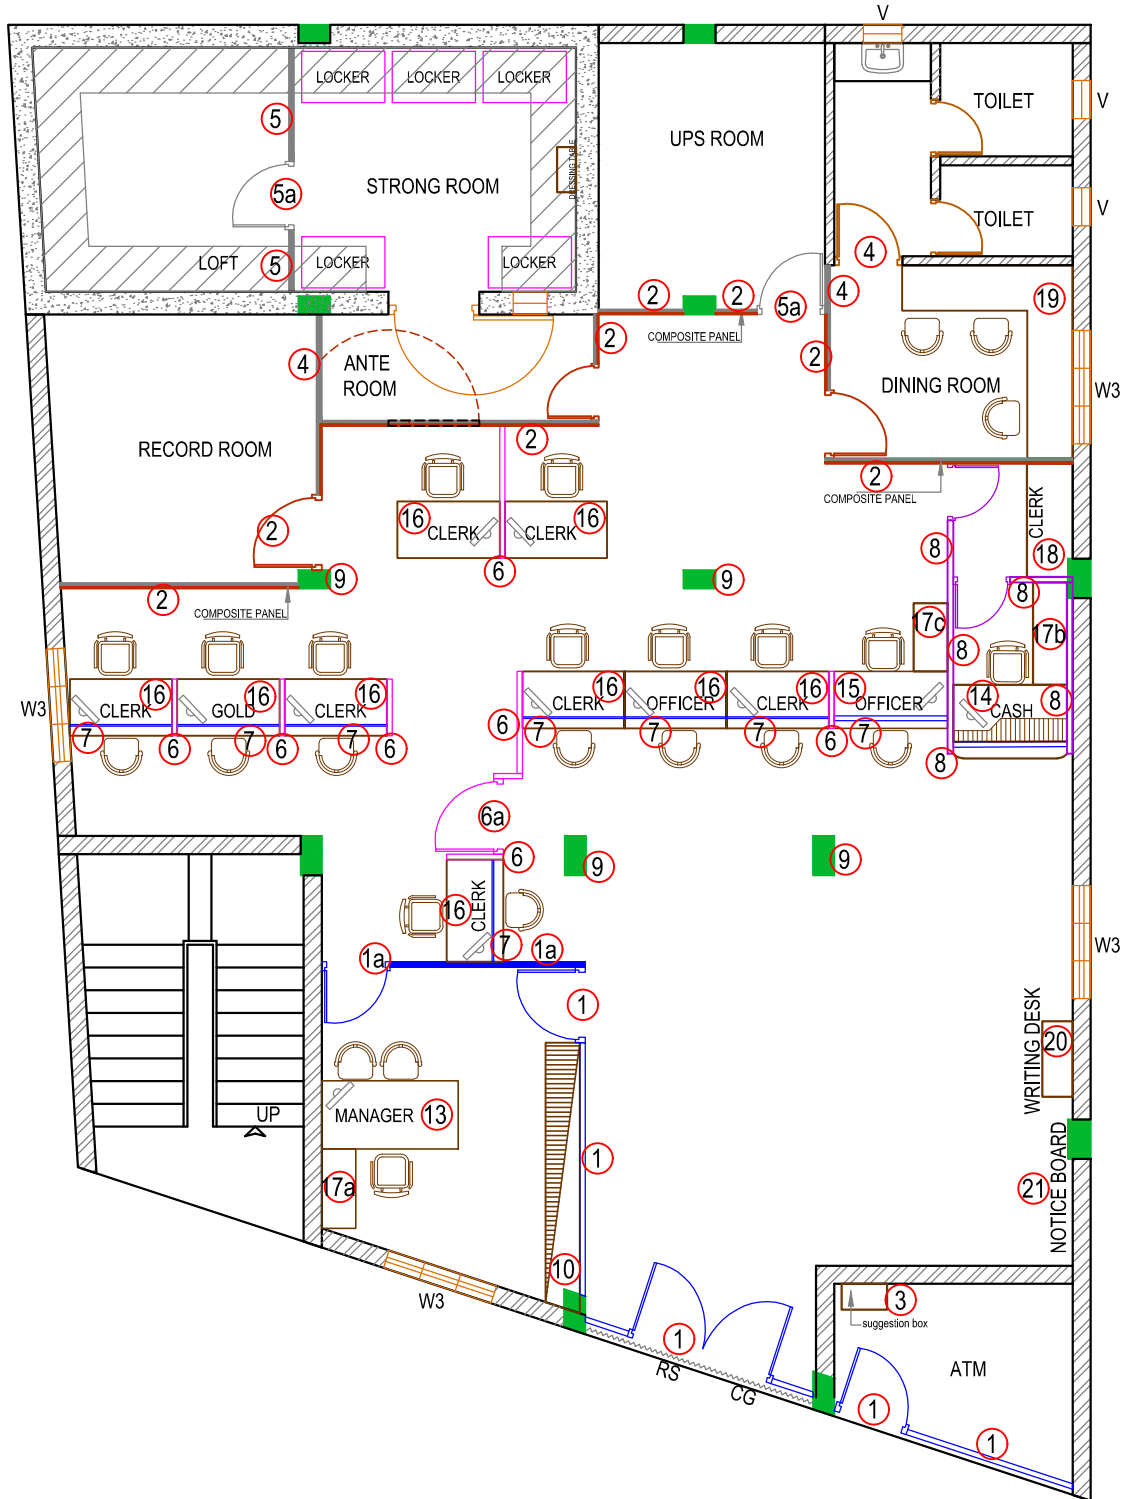 V
LOCKER
LOCKER
LOCKER
TOILET
V
5
UPS ROOM
DRESSING TABLE
STRONG ROOM
5a
V
TOILET
LOFT
5
LOCKER
LOCKER
4
4
19
2
2
5a
COMPOSITE PANEL
2
2
4
ANTE
ROOM
DINING ROOM
W3
2
RECORD ROOM
2
COMPOSITE PANEL
16
CLERK
CLERK
16
2
CLERK
8
18
6
9
9
2
COMPOSITE PANEL
8
17c
17b
8
16
CLERK
16
GOLD
16
CLERK
16
CLERK
16
OFFICER
16
CLERK
15
OFFICER
14
CASH
8
W3
7
6
7
6
7
6
6
7
7
7
6
7
8
6a
6
9
9
16
CLERK
7
1a
1a
W3
1
WRITING DESK
20
UP
MANAGER
13
1
17a
NOTICE BOARD
21
10
W3
3
suggestion box
1
RS
CG
ATM
1
1